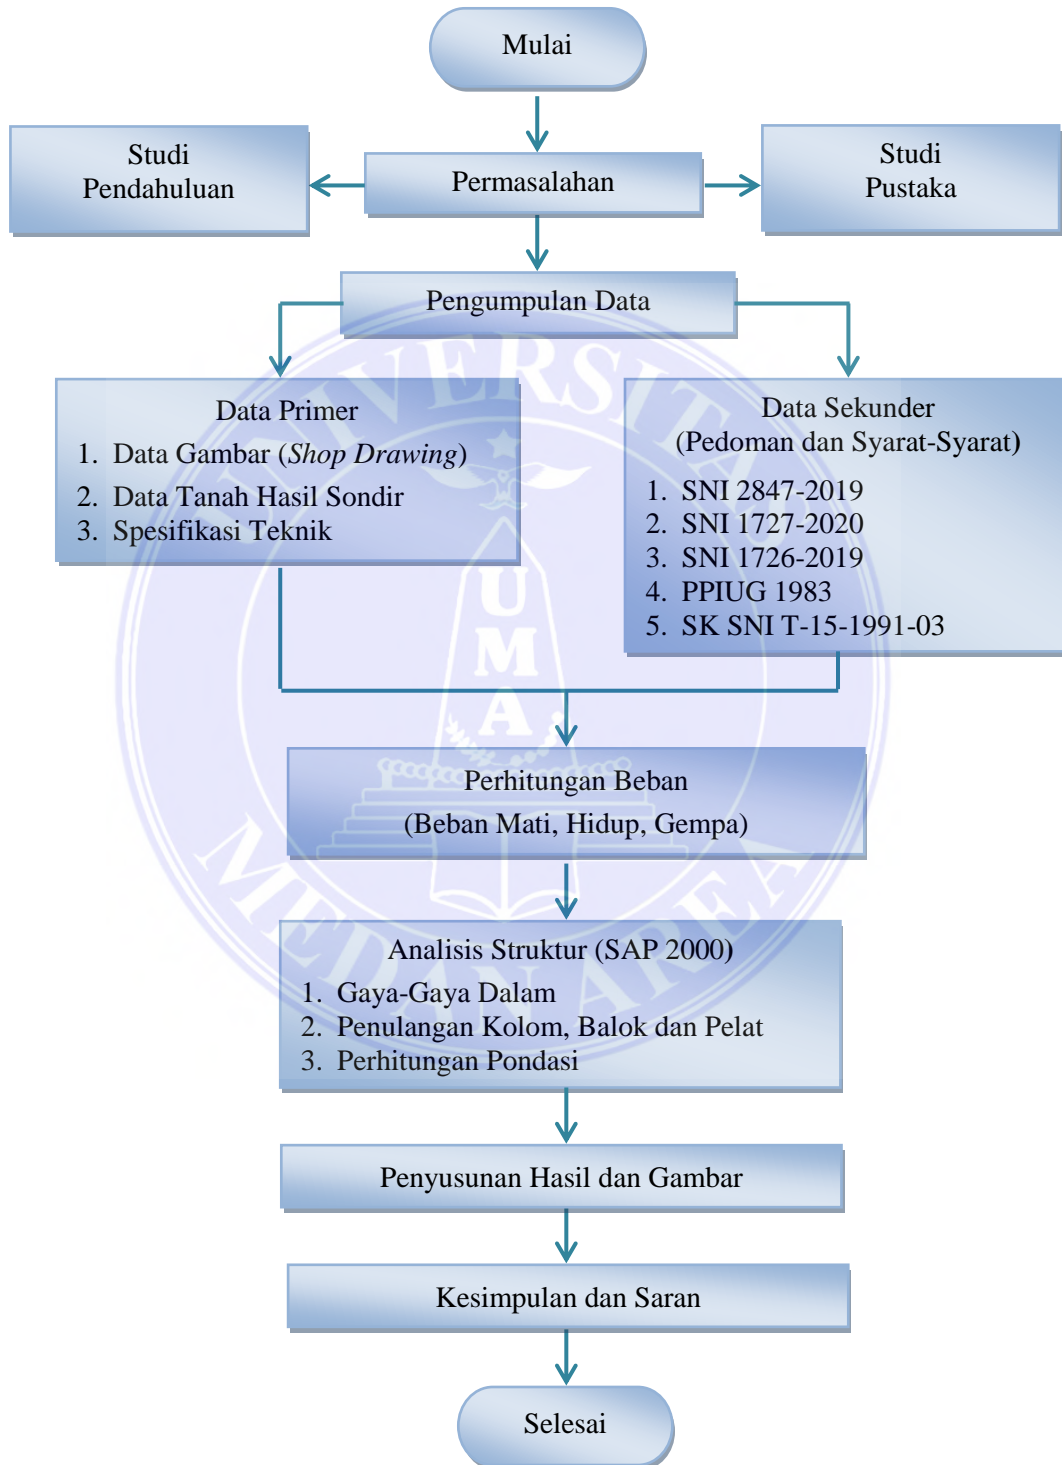 Mulai
Studi
Pendahuluan
Permasalahan
Studi
Pustaka
Pengumpulan Data
Data Primer
1. Data Gambar (Shop Drawing)
2. Data Tanah Hasil Sondir
3. Spesifikasi Teknik
Data Sekunder
(Pedoman dan Syarat-Syarat)
1. SNI 2847-2019
2. SNI 1727-2020
3. SNI 1726-2019
4. PPIUG 1983
5. SK SNI T-15-1991-03
Perhitungan Beban
(Beban Mati, Hidup, Gempa)
Analisis Struktur (SAP 2000)
1. Gaya-Gaya Dalam
2. Penulangan Kolom, Balok dan Pelat
3. Perhitungan Pondasi
Penyusunan Hasil dan Gambar
Kesimpulan dan Saran
Selesai
UNIVERSITAS
UMA
MEDAN AREA